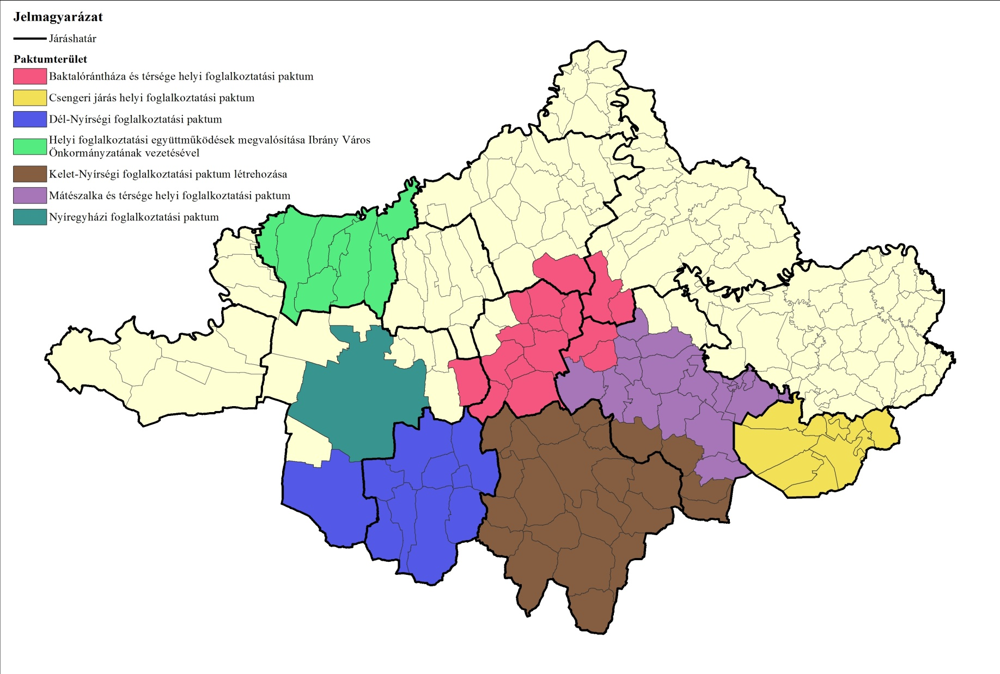 Jelmagyarázat
Járáshatár
Paktumterület
Baktalórántháza és térsége helyi foglalkoztatási paktum
Csengeri járás helyi foglalkoztatási paktum
Dél-Nyírségi foglalkoztatási paktum
Helyi foglalkoztatási együttműködések megvalósítása Ibrány Város
Önkormányzatának vezetésével
Kelet-Nyírségi foglalkoztatási paktum létrehozása
Mátészalka és térsége helyi foglalkoztatási paktum
Nyíregyházi foglalkoztatási paktum